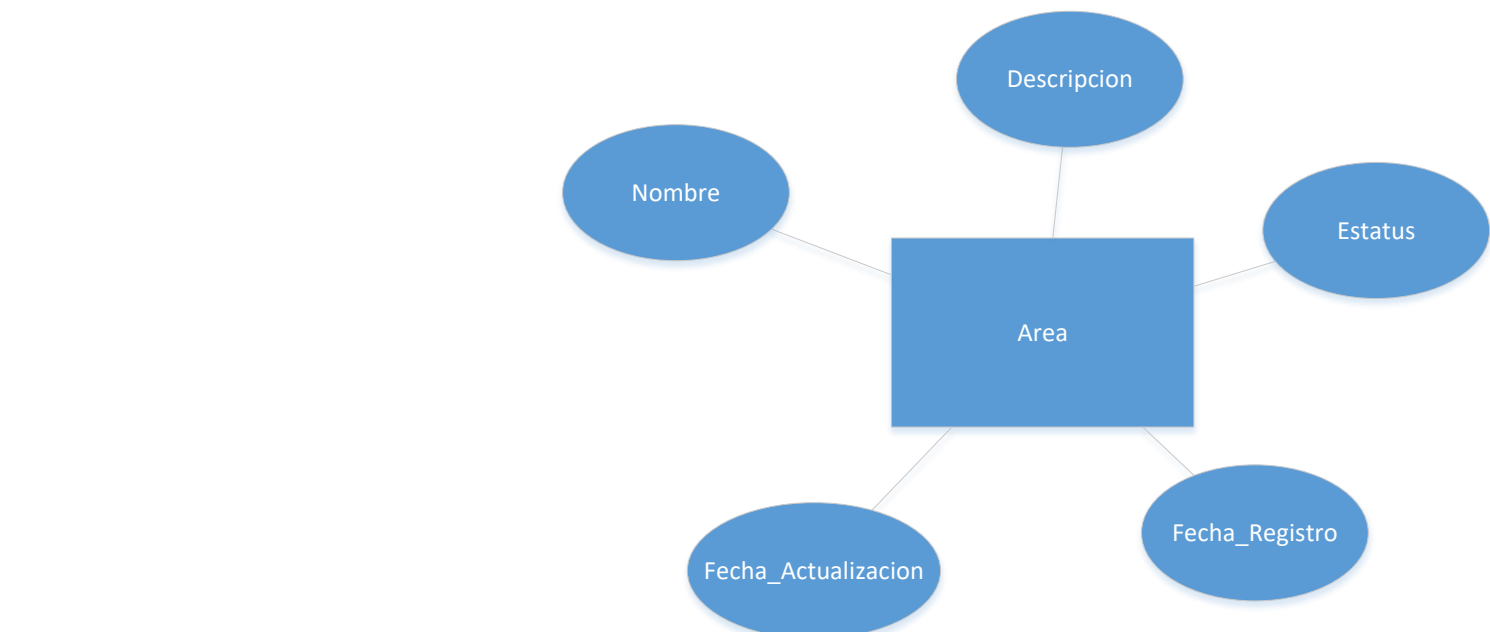 Descripcion
Nombre
Estatus
Area
Fecha_Registro
Fecha_Actualizacion